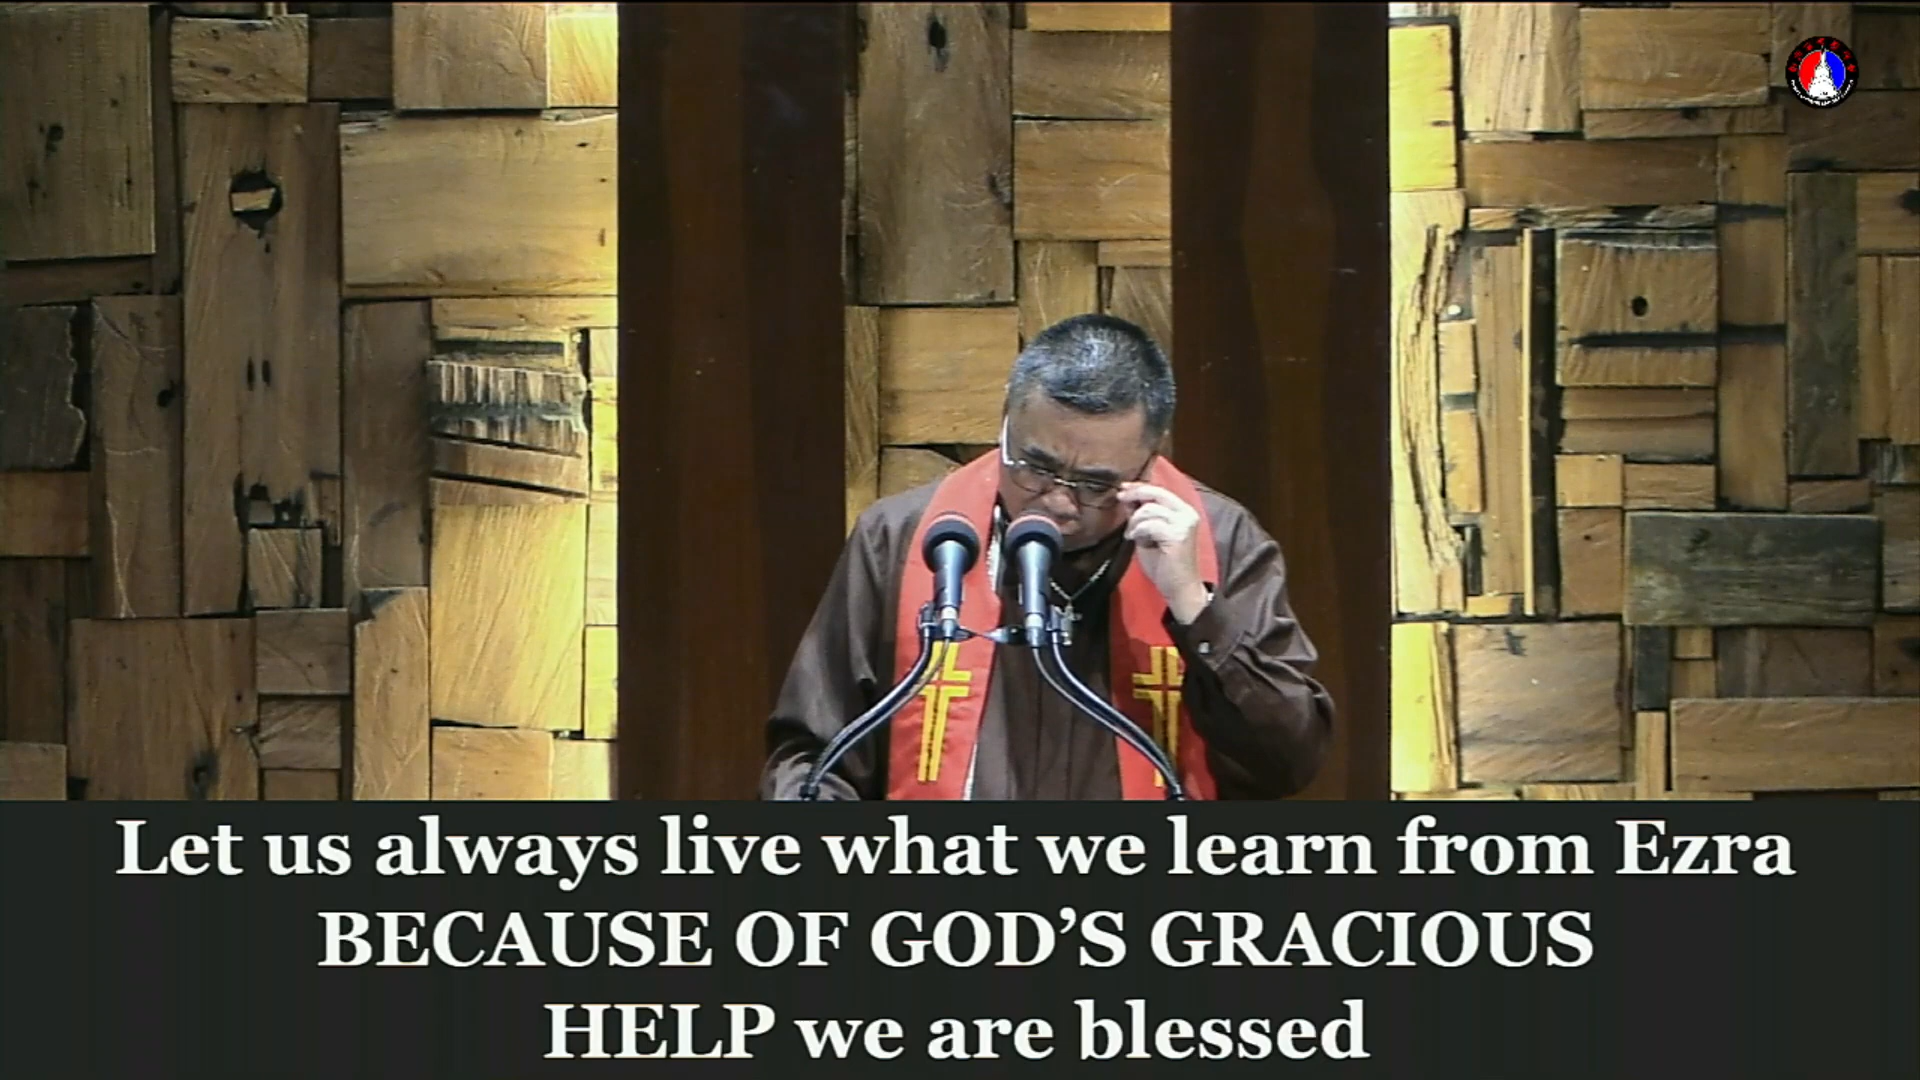 Let us always live what we learn from Ezra
BECAUSE OF GOD’S GRACIOUS
HELP we are blessed